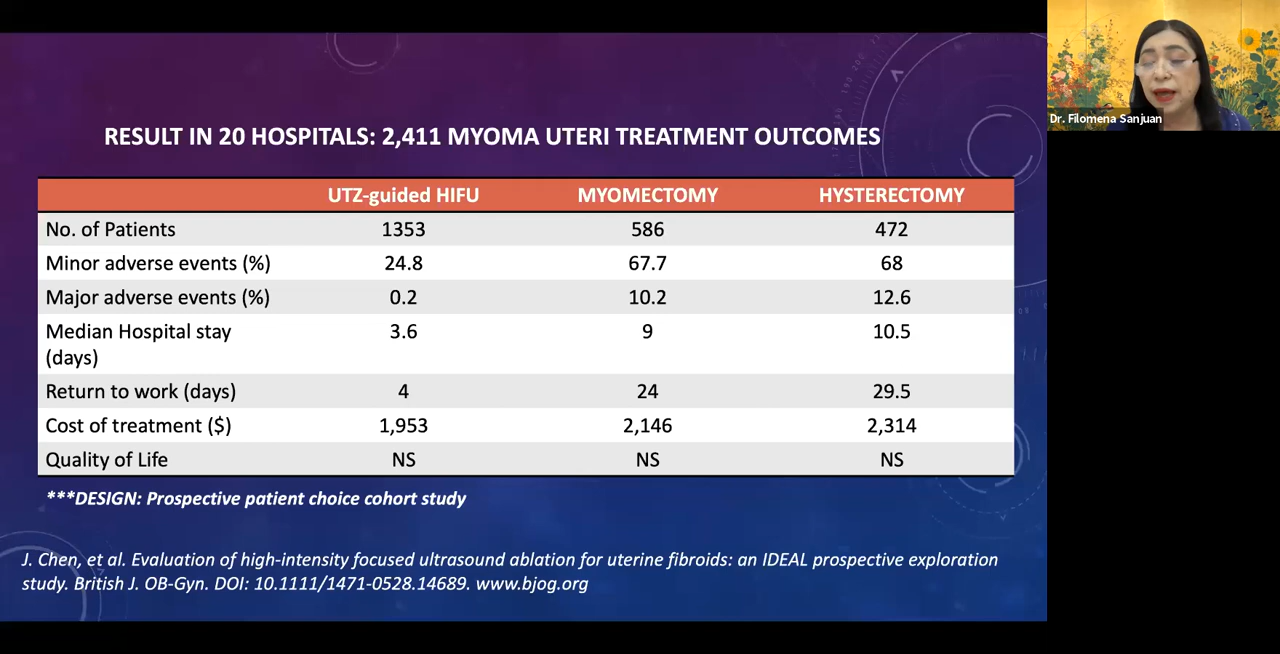 RESULT IN 20 HOSPITALS: 2,411 MYOMA UTERI TREATMENT OUTCOMES
UTZ-guided HIFU MYOMECTOMY HYSTERECTOMY
No. of Patients 1353 586 472
Minor adverse events (%) 24.8 67.7 68
Major adverse events (%) 0.2 10.2 12.6
Median Hospital stay (days) 3.6 9 10.5
Return to work (days) 4 24 29.5
Cost of treatment ($) 1,953 2,146 2,314
Quality of Life NS NS NS
***DESIGN: Prospective patient choice cohort study
J. Chen, et al. Evaluation of high-intensity focused ultrasound ablation for uterine fibroids: an IDEAL prospective exploration
study. British J. OB-Gyn. DOI: 10.1111/1471-0528.14689. www.bjog.org
Dr. Filomena Sanjuan